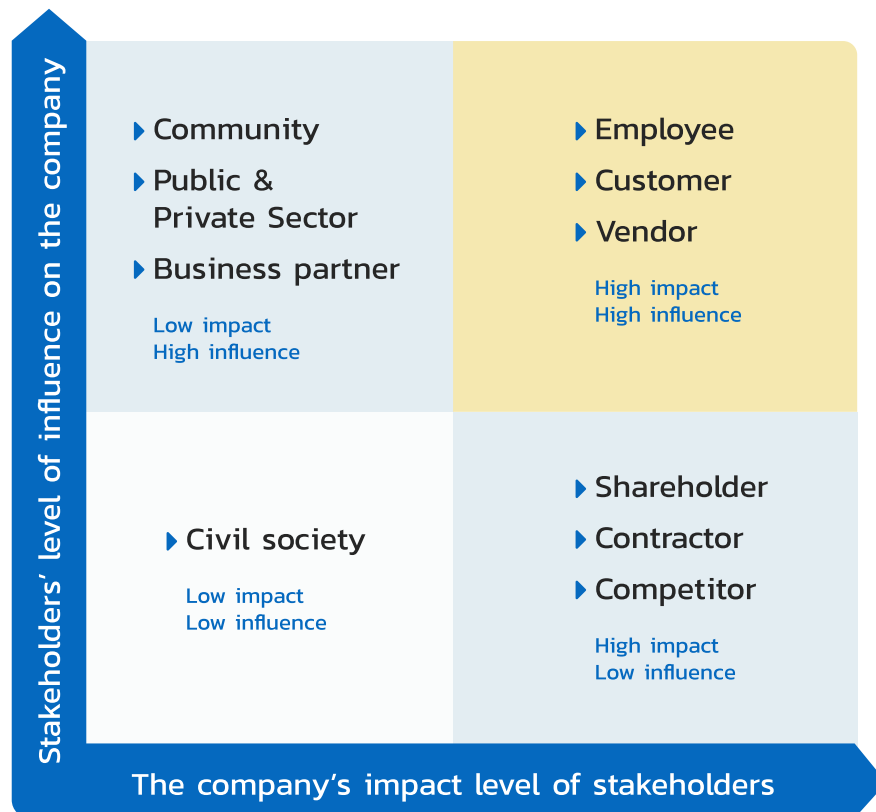 Stakeholders' level of influence on the company
Community
Public &
Private Sector
Business partner
Low impact
High influence
Employee
Customer
Vendor
High impact
High influence
Civil society
Low impact
Low influence
Shareholder
Contractor
Competitor
High impact
Low influence
The company's impact level of stakeholders